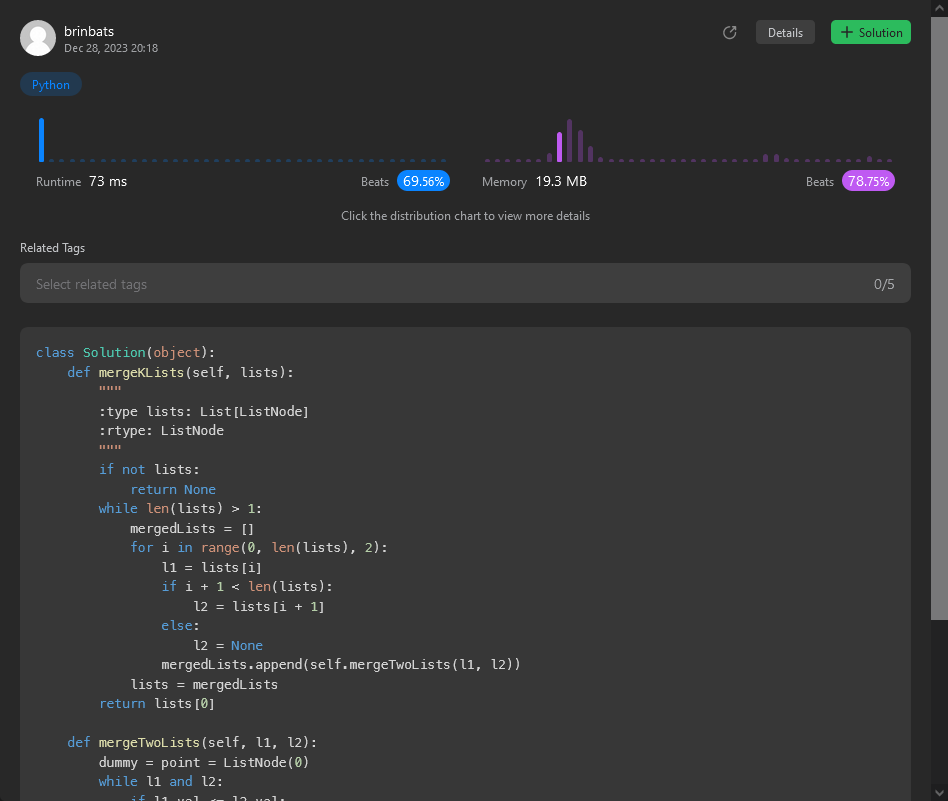 brinbats
Dec 28, 2023 20:18
Details
+ Solution
Python
Runtime 73 ms
Beats 69.56%
Memory 19.3 MB
Beats 78.75%
Click the distribution chart to view more details
Related Tags
Select related tags 0/5
class Solution(object):
    def mergeKLists(self, lists):
        """
        :type lists: List[ListNode]
        :rtype: ListNode
        """
        if not lists:
            return None
        while len(lists) > 1:
            mergedLists = []
            for i in range(0, len(lists), 2):
                l1 = lists[i]
                if i + 1 < len(lists):
                    l2 = lists[i + 1]
                else:
                    l2 = None
                mergedLists.append(self.mergeTwoLists(l1, l2))
            lists = mergedLists
        return lists[0]
    def mergeTwoLists(self, l1, l2):
        dummy = point = ListNode(0)
        while l1 and l2:
            if l1.val <= l2.val: